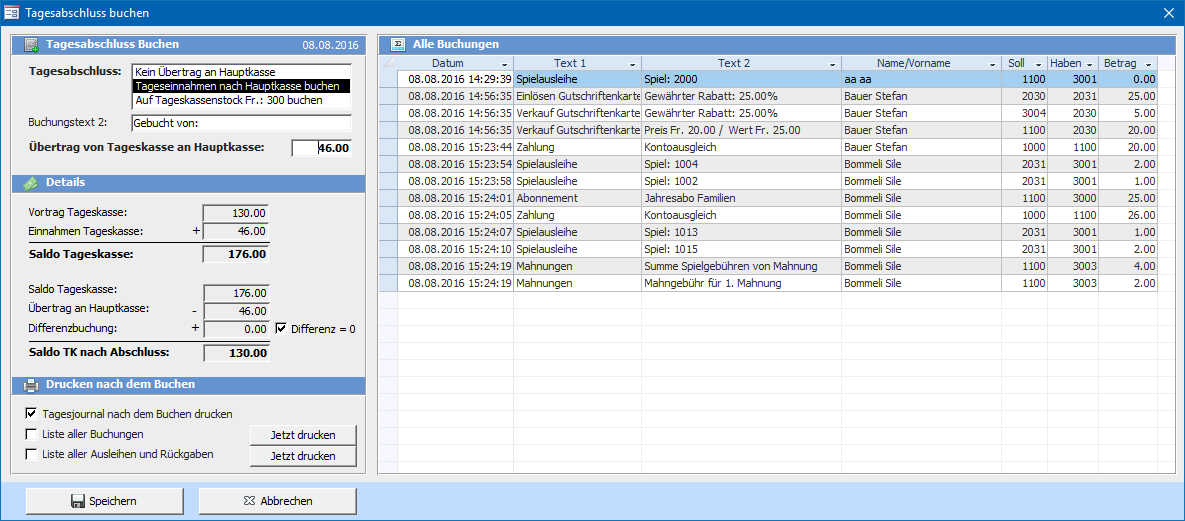 Tagesabschluss buchen
Tagesabschluss Buchen 08.08.2016
Tagesabschluss:
Kein Übertrag an Hauptkasse
Tageseinnahmen nach Hauptkasse buchen
Auf Tageskassenstock Fr.: 300 buchen
Buchungstext 2: Gebucht von:
Übertrag von Tageskasse an Hauptkasse: 46.00
Details
Vortrag Tageskasse: 130.00
Einnahmen Tageskasse: + 46.00
Saldo Tageskasse: 176.00
Saldo Tageskasse: 176.00
Übertrag an Hauptkasse: - 46.00
Differenzbuchung: + 0.00 Differenz = 0
Saldo TK nach Abschluss: 130.00
Drucken nach dem Buchen
Tagesjournal nach dem Buchen drucken
Liste aller Buchungen Jetzt drucken
Liste aller Ausleihen und Rückgaben Jetzt drucken
Alle Buchungen
Datum Text 1 Text 2 Name/Vorname Soll Haben Betrag
08.08.2016 14:29:39 Spielausleihe Spiel: 2000 aa aa 1100 3001 0.00
08.08.2016 14:56:35 Einlösen Gutschriftenkarte Gewährter Rabatt: 25.00% Bauer Stefan 2030 2031 25.00
08.08.2016 14:56:35 Verkauf Gutschriftenkarte Gewährter Rabatt: 25.00% Bauer Stefan 3004 2030 5.00
08.08.2016 14:56:35 Verkauf Gutschriftenkarte Preis Fr. 20.00 / Wert Fr. 25.00 Bauer Stefan 1100 2030 20.00
08.08.2016 15:23:44 Zahlung Kontoausgleich Bauer Stefan 1000 1100 20.00
08.08.2016 15:23:54 Spielausleihe Spiel: 1004 Bommeli Sile 2031 3001 2.00
08.08.2016 15:23:58 Spielausleihe Spiel: 1002 Bommeli Sile 2031 3001 1.00
08.08.2016 15:24:01 Abonnement Jahresabo Familien Bommeli Sile 1100 3000 25.00
08.08.2016 15:24:05 Zahlung Kontoausgleich Bommeli Sile 1000 1100 26.00
08.08.2016 15:24:07 Spielausleihe Spiel: 1013 Bommeli Sile 2031 3001 1.00
08.08.2016 15:24:10 Spielausleihe Spiel: 1015 Bommeli Sile 2031 3001 2.00
08.08.2016 15:24:19 Mahnungen Summe Spielgebühren von Mahnung Bommeli Sile 1100 3003 4.00
08.08.2016 15:24:19 Mahnungen Mahngebühr für 1. Mahnung Bommeli Sile 1100 3003 2.00
Speichern Abbrechen